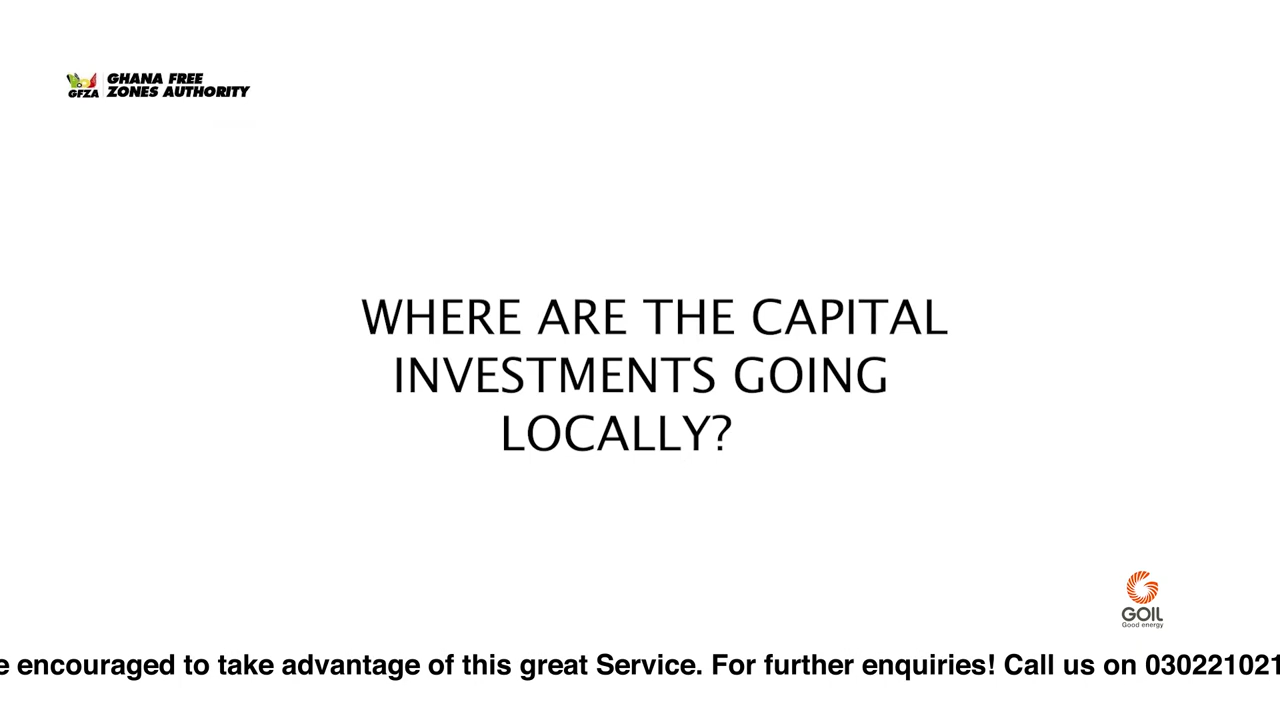 GFZA
GHANA FREE
ZONES AUTHORITY
WHERE ARE THE CAPITAL
INVESTMENTS GOING
LOCALLY?
GOIL
Good energy
e encouraged to take advantage of this great Service. For further enquiries! Call us on 030221021